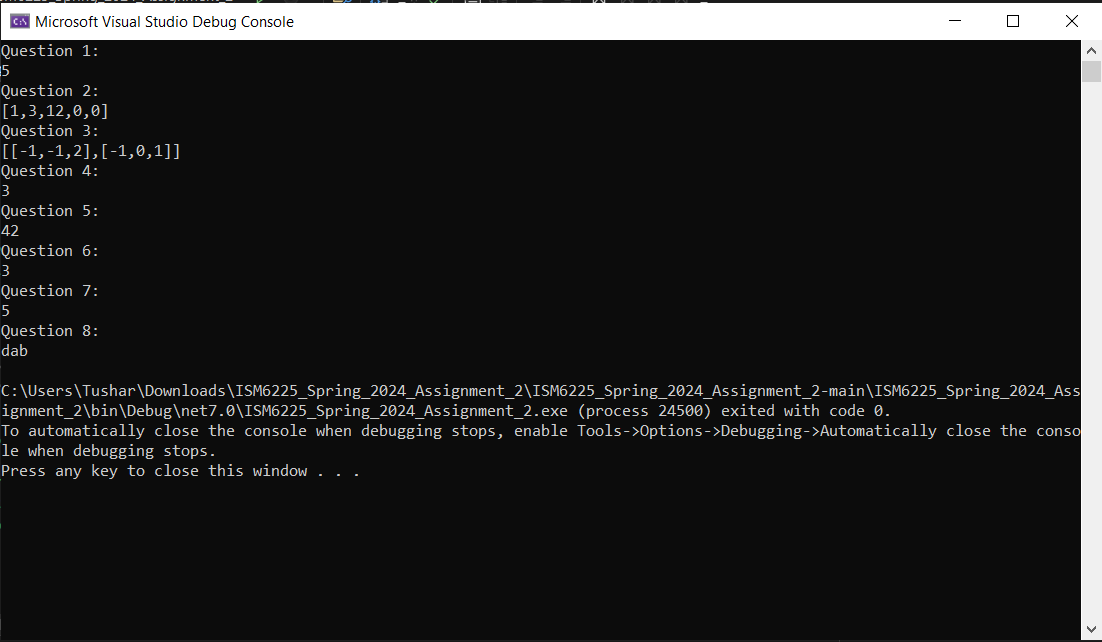 Microsoft Visual Studio Debug Console
Question 1:
5
Question 2:
[1,3,12,0,0]
Question 3:
[[-1,-1,2],[-1,0,1]]
Question 4:
3
Question 5:
42
Question 6:
3
Question 7:
5
Question 8:
dab
C:\Users\Tushar\Downloads\ISM6225_Spring_2024_Assignment_2\ISM6225_Spring_2024_Assignment_2-main\ISM6225_Spring_2024_Ass
ignment_2\bin\Debug\net7.0\ISM6225_Spring_2024_Assignment_2.exe (process 24500) exited with code 0.
To automatically close the console when debugging stops, enable Tools->Options->Debugging->Automatically close the conso
le when debugging stops.
Press any key to close this window . . .